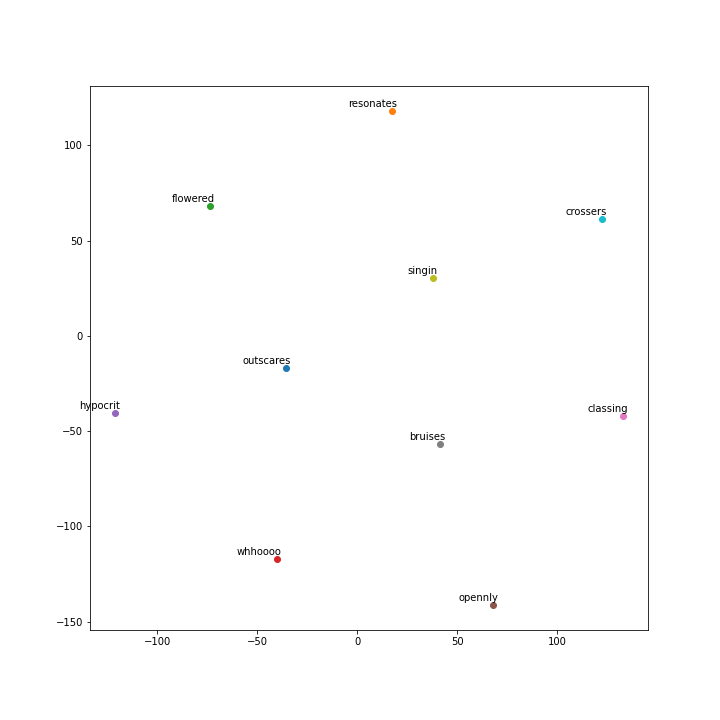 resonates
100
flowered
crossers
50
singin
0
outscares
hypocrit
classing
−50
bruises
−100
whhoooo
opennly
−150
−100 −50 0 50 100